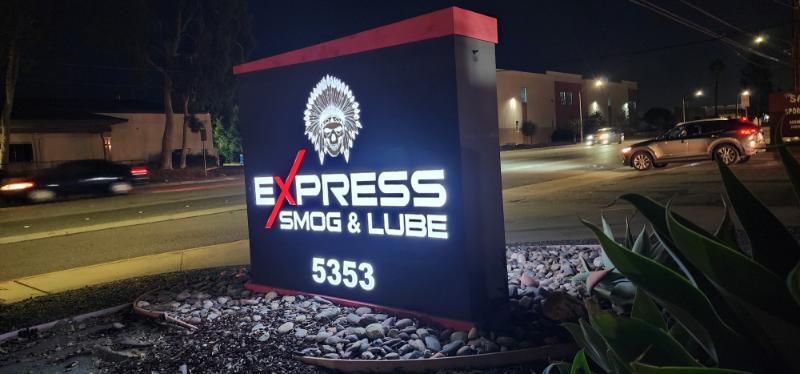 EXPRESS
SMOG & LUBE
5353